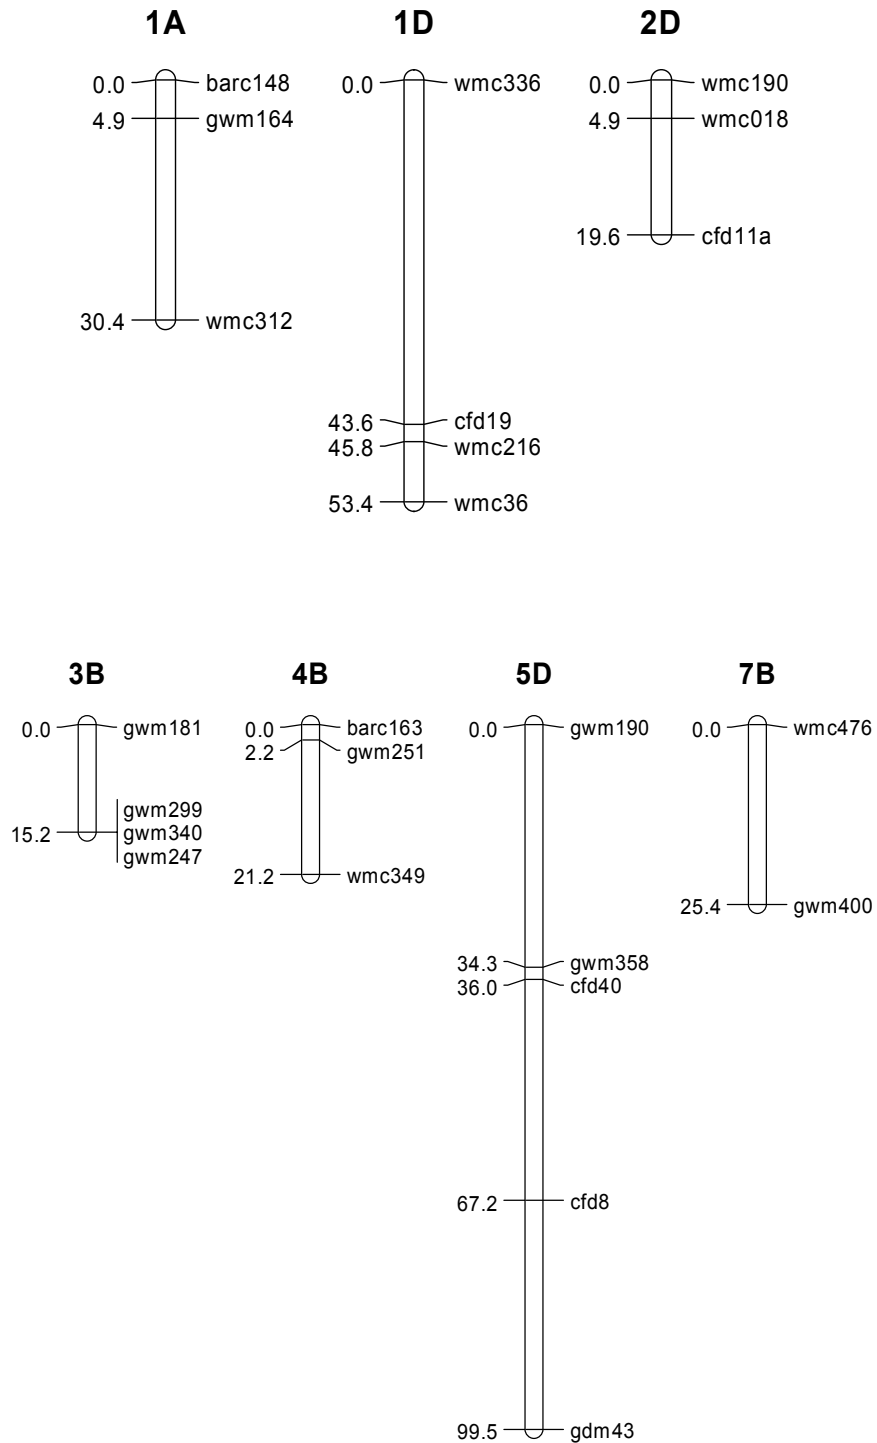 1A
0.0 barc148
4.9 gwm164
30.4 wmc312
1D
0.0 wmc336
43.6 cfd19
45.8 wmc216
53.4 wmc36
2D
0.0 wmc190
4.9 wmc018
19.6 cfd11a
3B
0.0 gwm181
gwm299
15.2 gwm340
gwm247
4B
0.0 barc163
2.2 gwm251
21.2 wmc349
5D
0.0 gwm190
34.3 gwm358
36.0 cfd40
67.2 cfd8
99.5 gdm43
7B
0.0 wmc476
25.4 gwm400